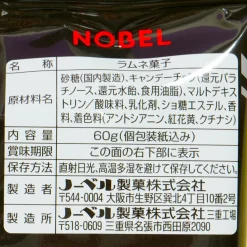 NOBEL
名称 ラムネ菓子
原材料名 砂糖(国内製造)、キャンデーチップ(還元パラ
チノース、還元水飴、食用油脂)、マルトデキス
トリン/酸味料、乳化剤、ショ糖エステル、香
料、着色料(アントシアニン、紅花黄、クチナシ)
内容量 60g(個包装紙込み)
賞味期限 この面の右下部に表示
保存方法 直射日光、高温多湿を避けて保存してください。
製造者 ノーベル製菓株式会社
〒544-0004 大阪市生野区巽北4丁目10番2号
製造所 ノーベル製菓株式会社 三重工場
〒518-0609 三重県名張市西田原2090